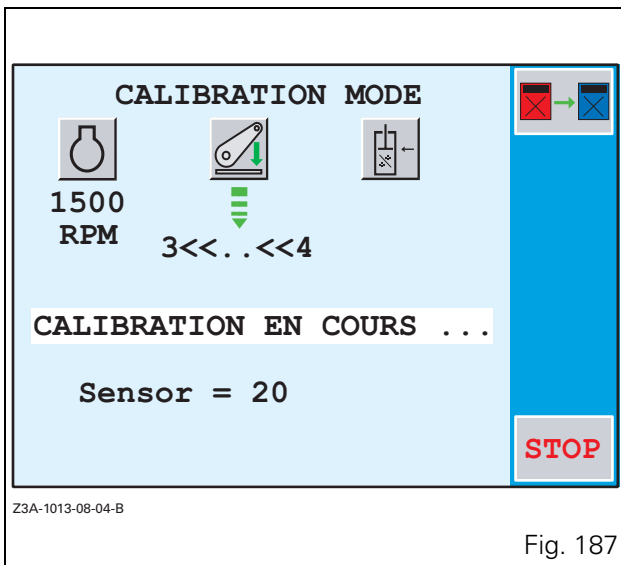 CALIBRATION MODE
1500
RPM
3<<..<<4
CALIBRATION EN COURS ...
Sensor = 20
STOP
Z3A-1013-08-04-B
Fig. 187